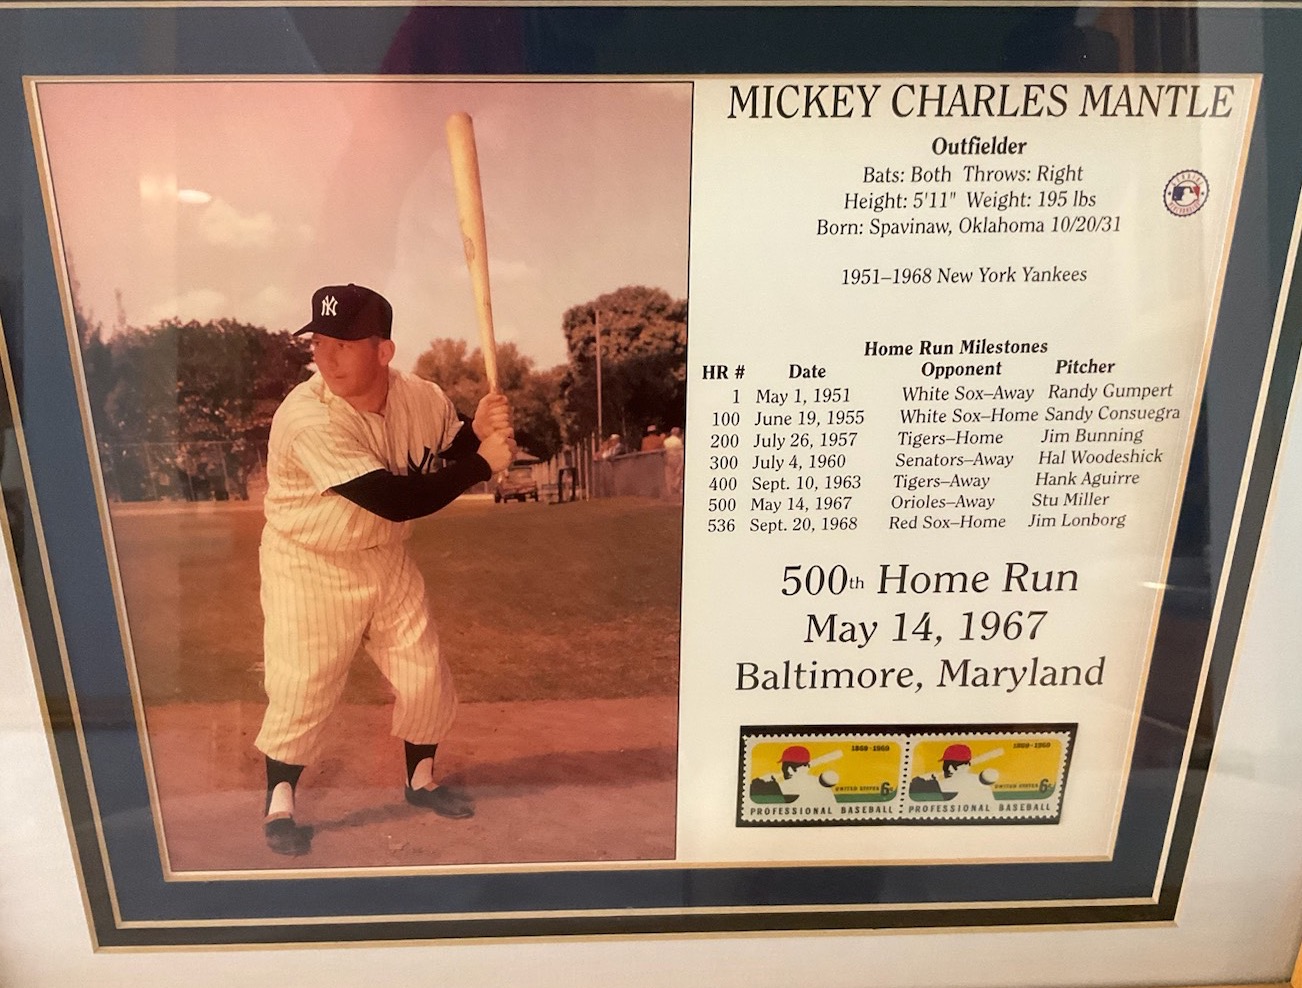 MICKEY CHARLES MANTLE
Outfielder
Bats: Both Throws: Right
Height: 5'11" Weight: 195 lbs
Born: Spavinaw, Oklahoma 10/20/31
1951–1968 New York Yankees
Home Run Milestones
HR # Date Opponent Pitcher
1 May 1, 1951 White Sox–Away Randy Gumpert
100 June 19, 1955 White Sox–Home Sandy Consuegra
200 July 26, 1957 Tigers–Home Jim Bunning
300 July 4, 1960 Senators–Away Hal Woodeshick
400 Sept. 10, 1963 Tigers–Away Hank Aguirre
500 May 14, 1967 Orioles–Away Stu Miller
536 Sept. 20, 1968 Red Sox–Home Jim Lonborg
500th Home Run
May 14, 1967
Baltimore, Maryland
NY
1869-1969 1869-1969
UNITED STATES 6c UNITED STATES 6c
PROFESSIONAL BASEBALL PROFESSIONAL BASEBALL